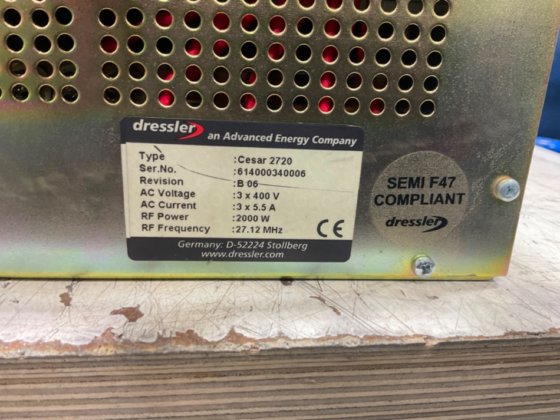 dressler an Advanced Energy Company
Type :Cesar 2720
Ser.No. :614000340006
Revision :B 06
AC Voltage :3 x 400 V
AC Current :3 x 5.5 A
RF Power :2000 W
RF Frequency :27.12 MHz
CE
Germany: D-52224 Stollberg
www.dressler.com
SEMI F47
COMPLIANT
dressler